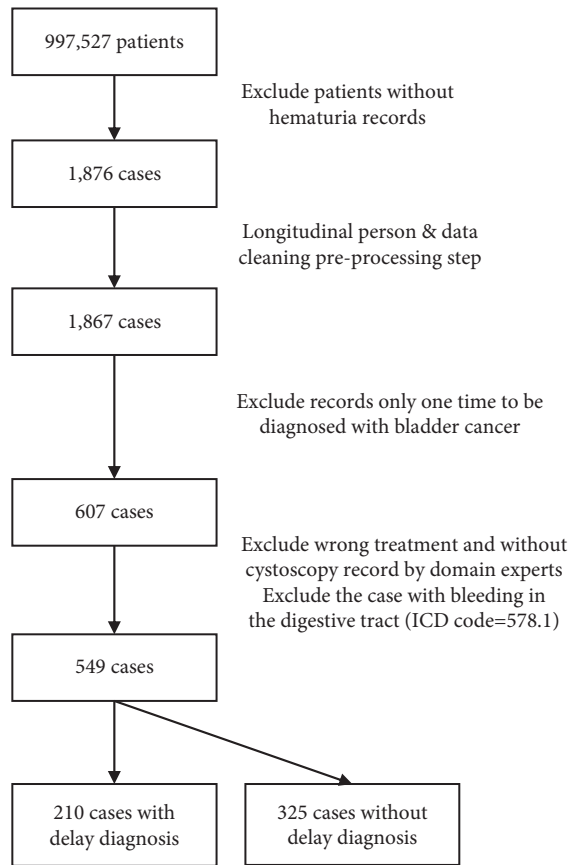 997,527 patients
Exclude patients without
hematuria records
1,876 cases
Longitudinal person & data
cleaning pre-processing step
1,867 cases
Exclude records only one time to be
diagnosed with bladder cancer
607 cases
Exclude wrong treatment and without
cystoscopy record by domain experts
Exclude the case with bleeding in
the digestive tract (ICD code=578.1)
549 cases
210 cases with
delay diagnosis
325 cases without
delay diagnosis